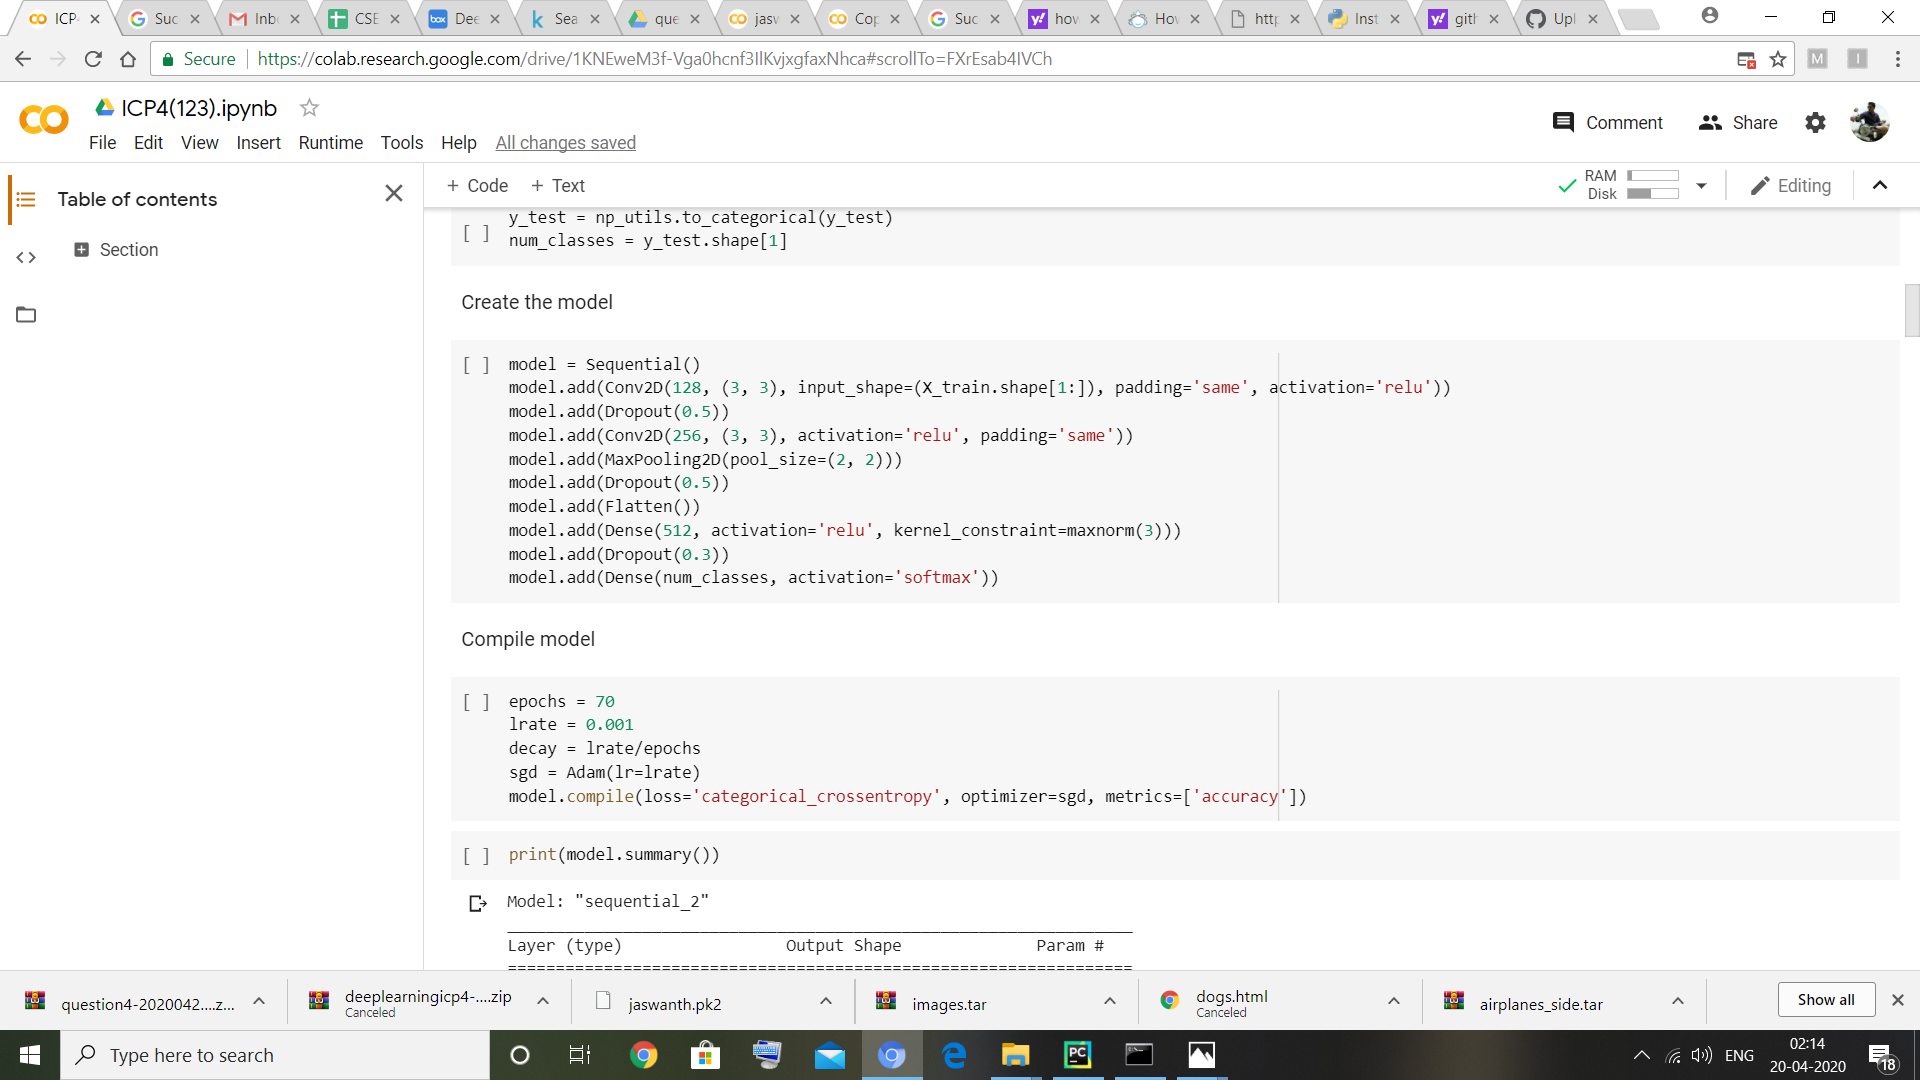 ICP- Suc Inb CSE box Dee k Sea que jasw Cop Suc y! how How http Inst y! gith Upl
Secure https://colab.research.google.com/drive/1KNEweM3f-Vga0hcnf3IlKvjxgfaxNhca#scrollTo=FXrEsab4IVCh M I
ICP4(123).ipynb
Comment Share
File Edit View Insert Runtime Tools Help All changes saved
Table of contents
Section
+ Code + Text
RAM
Disk
Editing
y_test = np_utils.to_categorical(y_test)
[ ] num_classes = y_test.shape[1]
Create the model
[ ] model = Sequential()
model.add(Conv2D(128, (3, 3), input_shape=(X_train.shape[1:]), padding='same', activation='relu'))
model.add(Dropout(0.5))
model.add(Conv2D(256, (3, 3), activation='relu', padding='same'))
model.add(MaxPooling2D(pool_size=(2, 2)))
model.add(Dropout(0.5))
model.add(Flatten())
model.add(Dense(512, activation='relu', kernel_constraint=maxnorm(3)))
model.add(Dropout(0.3))
model.add(Dense(num_classes, activation='softmax'))
Compile model
[ ] epochs = 70
lrate = 0.001
decay = lrate/epochs
sgd = Adam(lr=lrate)
model.compile(loss='categorical_crossentropy', optimizer=sgd, metrics=['accuracy'])
[ ] print(model.summary())
Model: "sequential_2"
_________________________________________________________________
Layer (type) Output Shape Param #
=================================================================
question4-2020042....z...
deeplearningicp4-....zip
Canceled
jaswanth.pk2
images.tar
dogs.html
Canceled
airplanes_side.tar
Show all
Type here to search
PC
ENG
02:14
20-04-2020
18